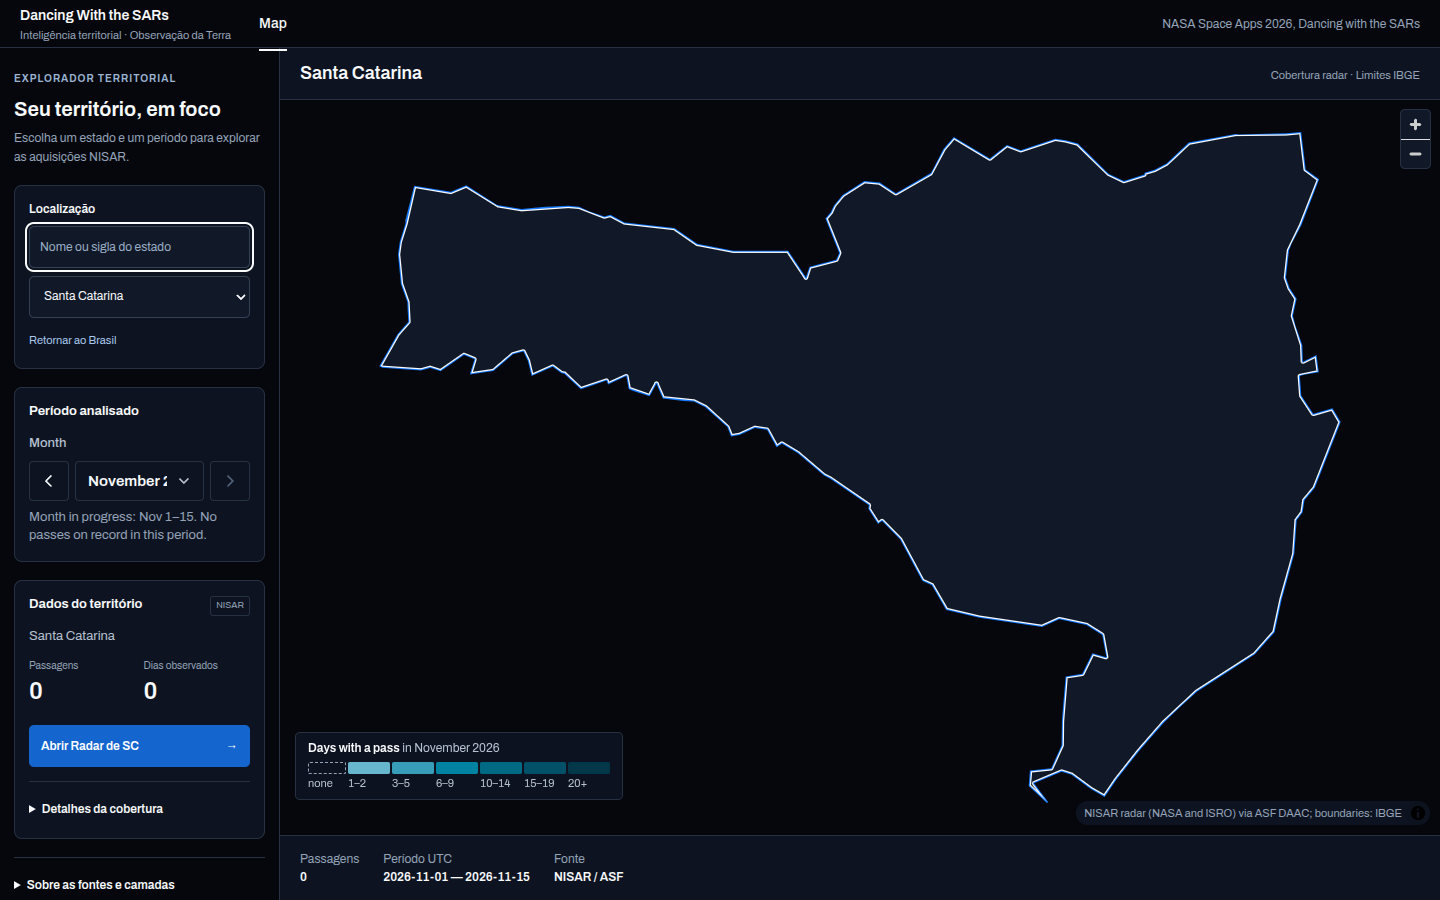 Dancing With the SARs
Inteligência territorial · Observação da Terra
Map
NASA Space Apps 2026, Dancing with the SARs
EXPLORADOR TERRITORIAL
Seu território, em foco
Escolha um estado e um período para explorar
as aquisições NISAR.
Localização
Nome ou sigla do estado
Santa Catarina
Retornar ao Brasil
Período analisado
Month
November
Month in progress: Nov 1–15. No
passes on record in this period.
Dados do território
NISAR
Santa Catarina
Passagens
Dias observados
0
0
Abrir Radar de SC →
Detalhes da cobertura
Sobre as fontes e camadas
Santa Catarina
Cobertura radar · Limites IBGE
Days with a pass in November 2026
none 1–2 3–5 6–9 10–14 15–19 20+
NISAR radar (NASA and ISRO) via ASF DAAC; boundaries: IBGE
Passagens
0
Período UTC
2026-11-01 — 2026-11-15
Fonte
NISAR / ASF